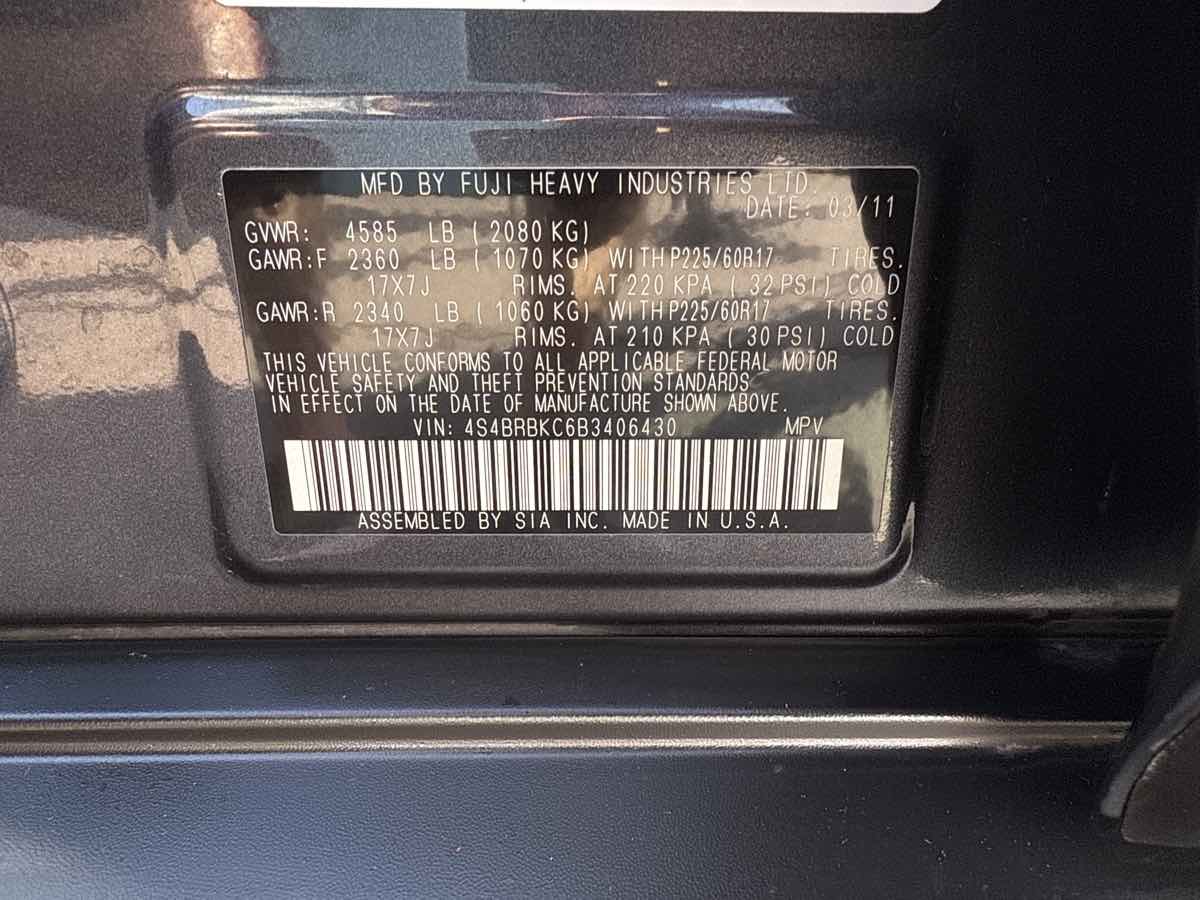 MFD BY FUJI HEAVY INDUSTRIES LTD.
DATE: 03/11
GVWR: 4585 LB ( 2080 KG)
GAWR:F 2360 LB ( 1070 KG) WITH P225/60R17 TIRES.
17X7J RIMS. AT 220 KPA ( 32 PSI) COLD
GAWR:R 2340 LB ( 1060 KG) WITH P225/60R17 TIRES.
17X7J RIMS. AT 210 KPA ( 30 PSI) COLD
THIS VEHICLE CONFORMS TO ALL APPLICABLE FEDERAL MOTOR
VEHICLE SAFETY AND THEFT PREVENTION STANDARDS
IN EFFECT ON THE DATE OF MANUFACTURE SHOWN ABOVE.
VIN: 4S4BRBKC6B3406430 MPV
ASSEMBLED BY SIA INC. MADE IN U.S.A.